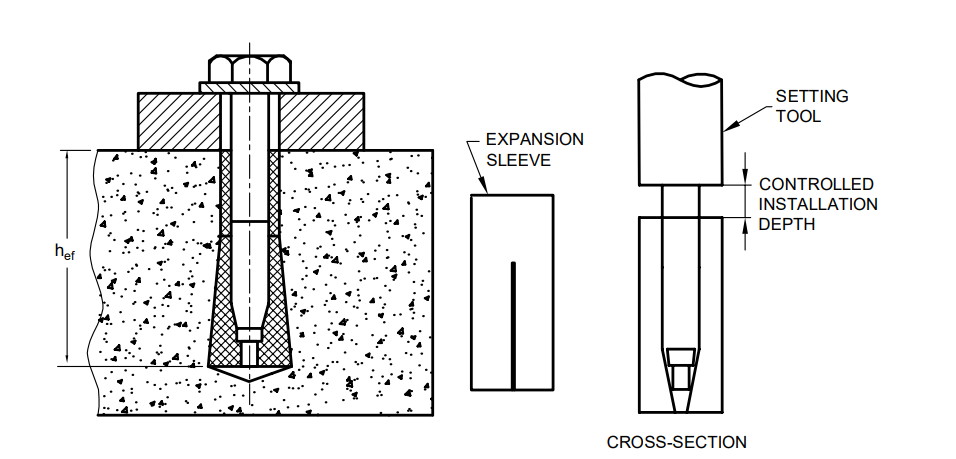 hef
EXPANSION
SLEEVE
SETTING
TOOL
CONTROLLED
INSTALLATION
DEPTH
CROSS-SECTION